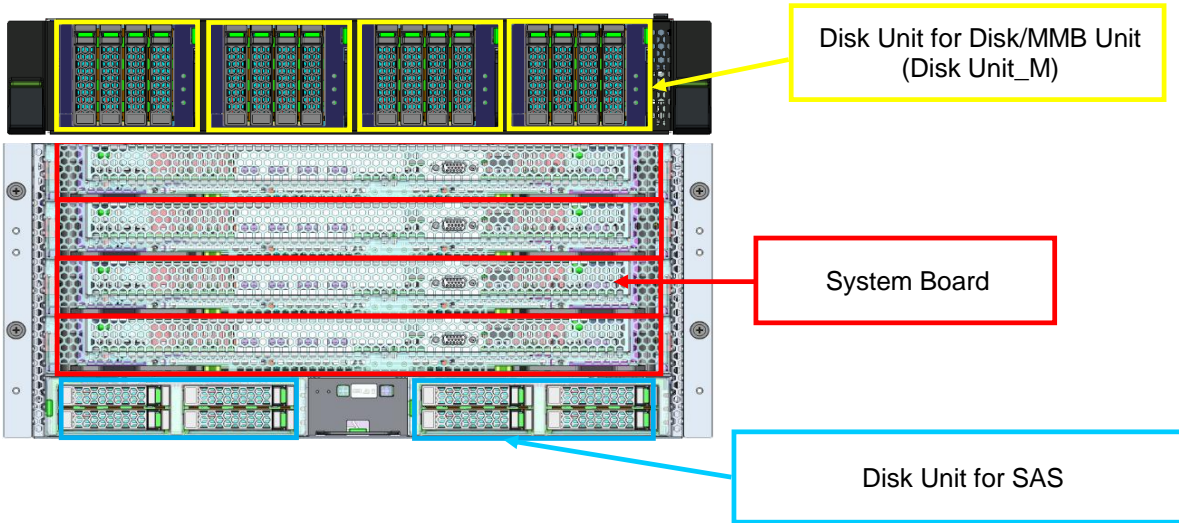 Disk Unit for Disk/MMB Unit
(Disk Unit_M)
System Board
Disk Unit for SAS